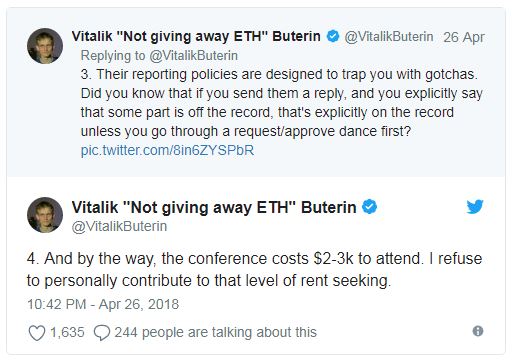 Vitalik "Not giving away ETH" Buterin @VitalikButerin 26 Apr
Replying to @VitalikButerin
3. Their reporting policies are designed to trap you with gotchas.
Did you know that if you send them a reply, and you explicitly say
that some part is off the record, that's explicitly on the record
unless you go through a request/approve dance first?
pic.twitter.com/8in6ZYSPbR
Vitalik "Not giving away ETH" Buterin
@VitalikButerin
4. And by the way, the conference costs $2-3k to attend. I refuse
to personally contribute to that level of rent seeking.
10:42 PM - Apr 26, 2018
1,635 244 people are talking about this